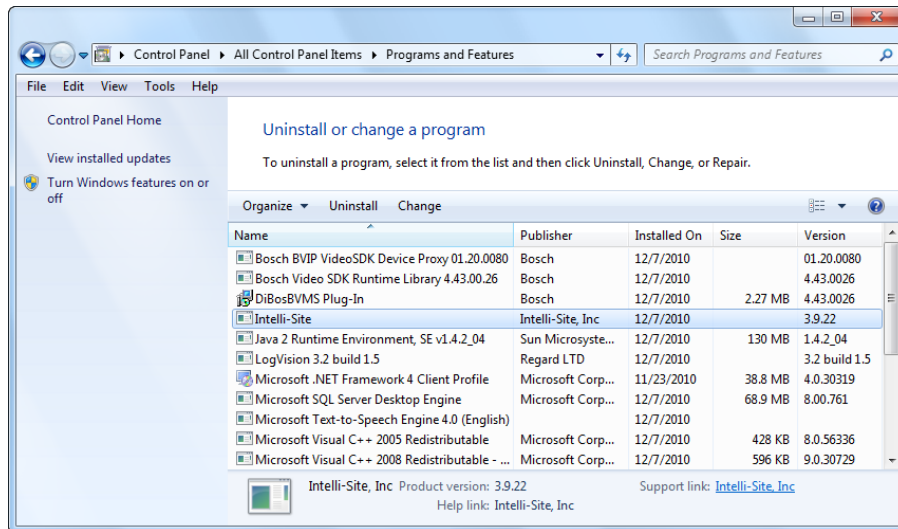 Control Panel ▸ All Control Panel Items ▸ Programs and Features
Search Programs and Features
File Edit View Tools Help
Control Panel Home
View installed updates
Turn Windows features on or
off
Uninstall or change a program
To uninstall a program, select it from the list and then click Uninstall, Change, or Repair.
Organize Uninstall Change
Name Publisher Installed On Size Version
Bosch BVIP VideoSDK Device Proxy 01.20.0080 Bosch 12/7/2010 01.20.0080
Bosch Video SDK Runtime Library 4.43.00.26 Bosch 12/7/2010 4.43.0026
DiBosBVMS Plug-In Bosch 12/7/2010 2.27 MB 4.43.0026
Intelli-Site Intelli-Site, Inc 12/7/2010 3.9.22
Java 2 Runtime Environment, SE v1.4.2_04 Sun Microsyste... 12/7/2010 130 MB 1.4.2_04
LogVision 3.2 build 1.5 Regard LTD 12/7/2010 3.2 build 1.5
Microsoft .NET Framework 4 Client Profile Microsoft Corp... 11/23/2010 38.8 MB 4.0.30319
Microsoft SQL Server Desktop Engine Microsoft Corp... 12/7/2010 68.9 MB 8.00.761
Microsoft Text-to-Speech Engine 4.0 (English) 12/7/2010
Microsoft Visual C++ 2005 Redistributable Microsoft Corp... 12/7/2010 428 KB 8.0.56336
Microsoft Visual C++ 2008 Redistributable - ... Microsoft Corp... 12/7/2010 596 KB 9.0.30729
Intelli-Site, Inc Product version: 3.9.22 Support link: Intelli-Site, Inc
Help link: Intelli-Site, Inc